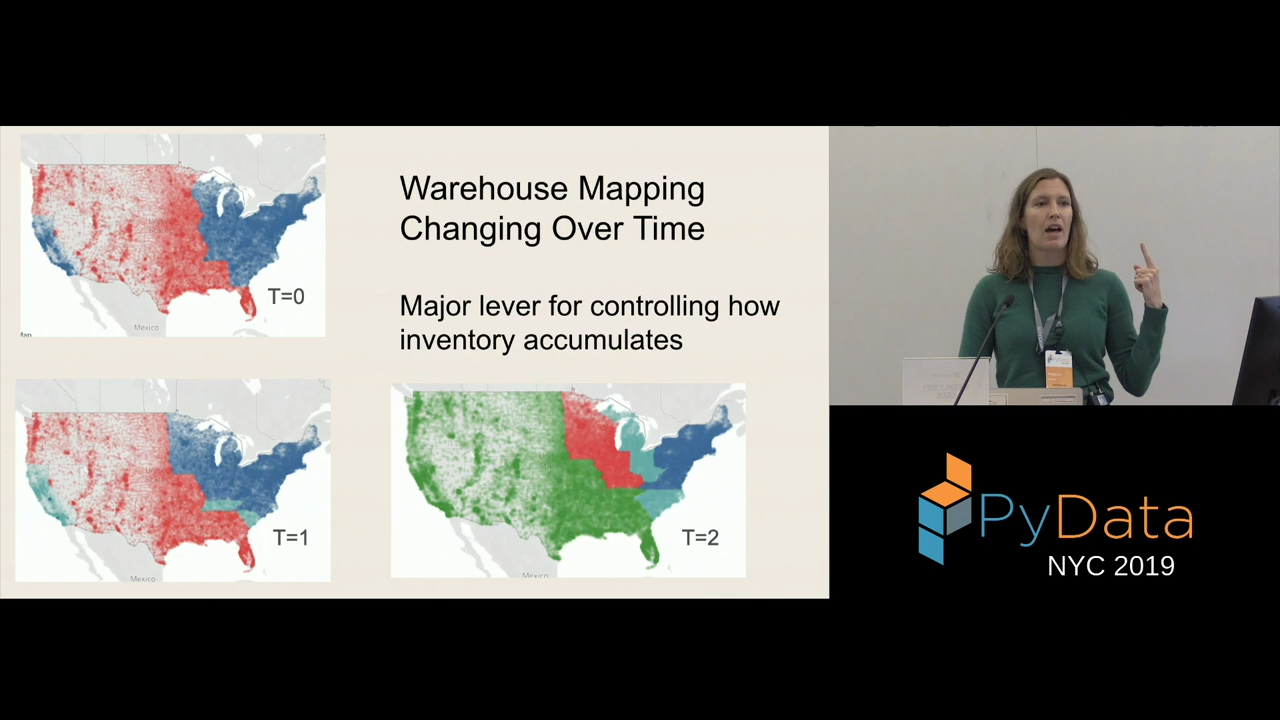 Warehouse Mapping
Changing Over Time
Major lever for controlling how
inventory accumulates
T=0
Mexico
T=1
Mexico
T=2
Mexico
PyData
NYC 2019